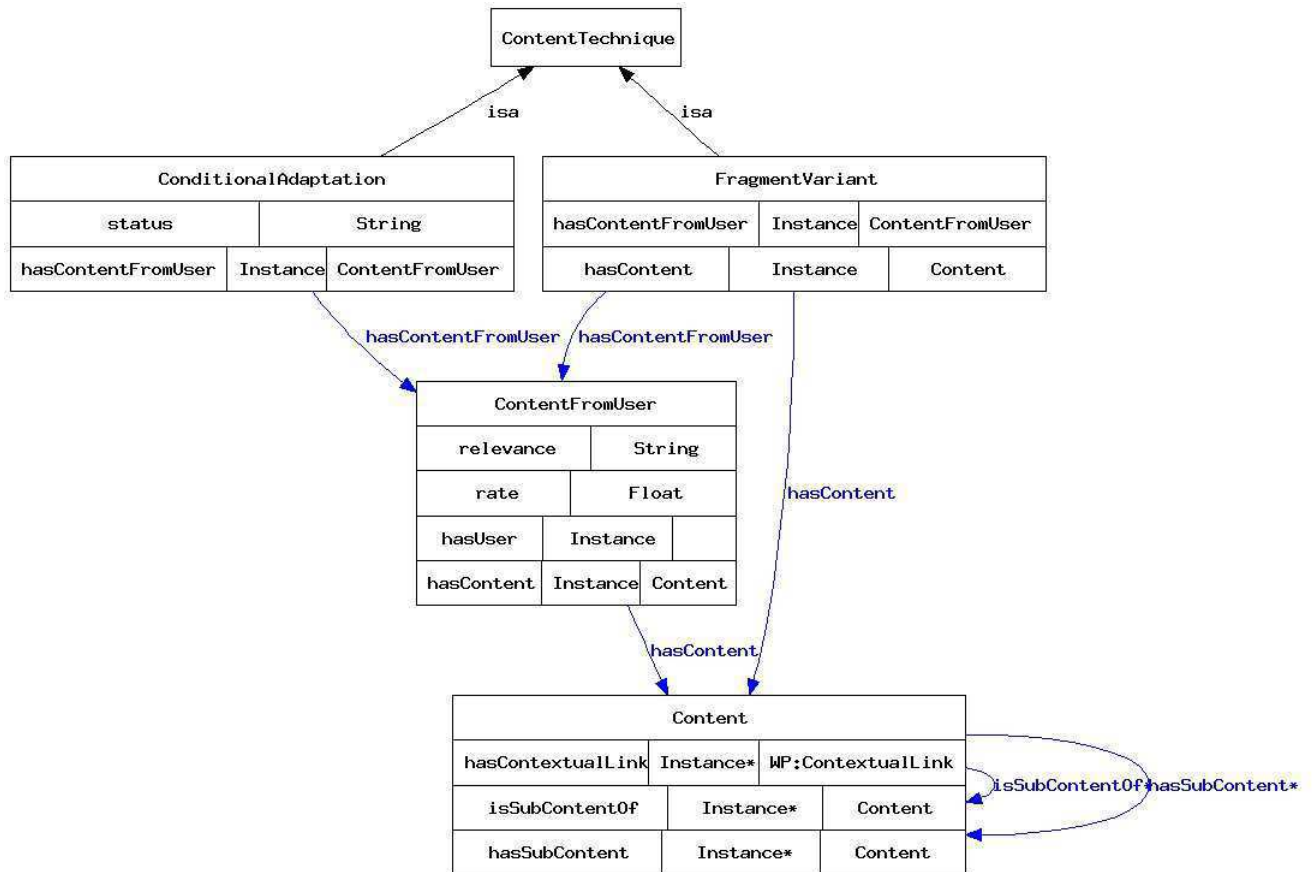 ContentTechnique
isa isa
ConditionalAdaptation
status String
hasContentFromUser Instance ContentFromUser
FragmentVariant
hasContentFromUser Instance ContentFromUser
hasContent Instance Content
hasContentFromUser hasContentFromUser
ContentFromUser
relevance String
rate Float
hasUser Instance
hasContent Instance Content
hasContent
hasContent
Content
hasContextualLink Instance* WP:ContextualLink
isSubContentOf Instance* Content
hasSubContent Instance* Content
isSubContentOf* hasSubContent*